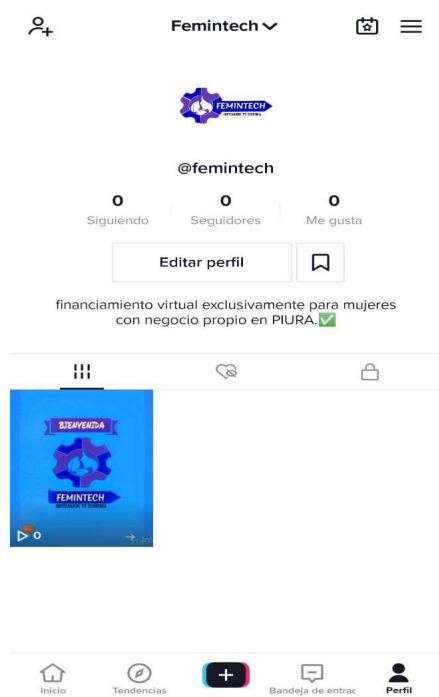 Femintech
FEMINTECH
@femintech
0 0 0
Siguiendo Seguidores Me gusta
Editar perfil
financiamiento virtual exclusivamente para mujeres
con negocio propio en PIURA.✅
BIENVENIDA
FEMINTECH
0
Inicio Tendencias Bandeja de entrac Perfil